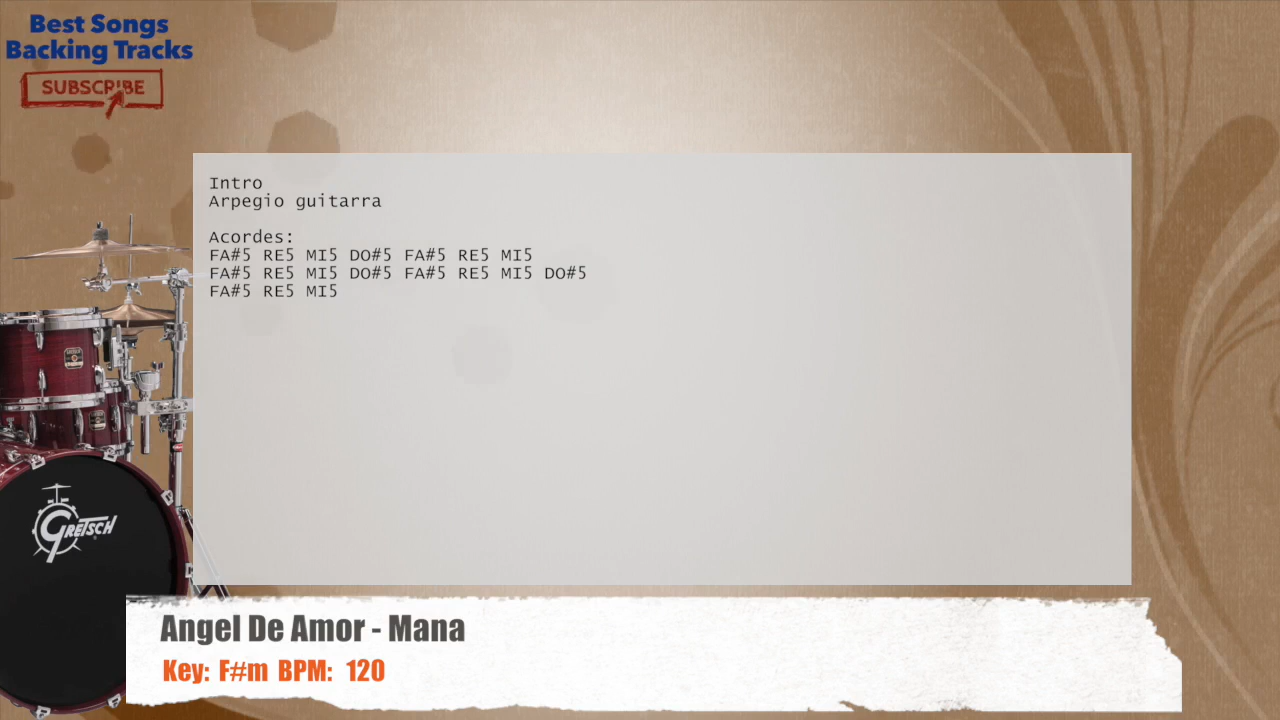 Best Songs
Backing Tracks
SUBSCRIBE
Intro
Arpegio guitarra
Acordes:
FA#5 RE5 MI5 DO#5 FA#5 RE5 MI5
FA#5 RE5 MI5 DO#5 FA#5 RE5 MI5 DO#5
FA#5 RE5 MI5
GRETSCH
Angel De Amor - Mana
Key: F#m BPM: 120